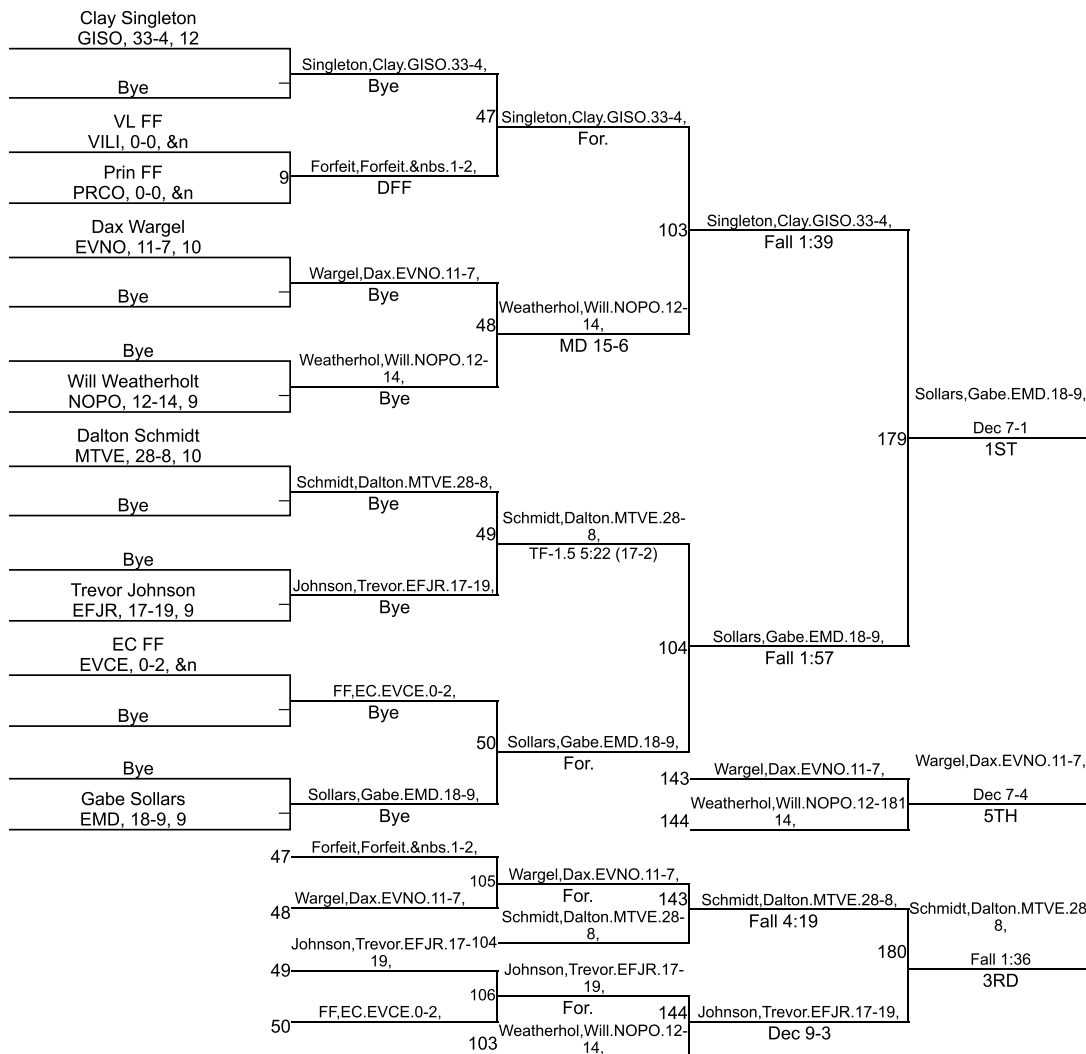 Clay Singleton
GISO, 33-4, 12
Bye
VL FF
VILI, 0-0, &n
Prin FF
PRCO, 0-0, &n
Dax Wargel
EVNO, 11-7, 10
Bye
Bye
Will Weatherholt
NOPO, 12-14, 9
Dalton Schmidt
MTVE, 28-8, 10
Bye
Bye
Trevor Johnson
EFJR, 17-19, 9
EC FF
EVCE, 0-2, &n
Bye
Bye
Gabe Sollars
EMD, 18-9, 9
Singleton,Clay.GISO.33-4,
Bye
9
Forfeit,Forfeit.&nbs.1-2,
DFF
Wargel,Dax.EVNO.11-7,
Bye
Weatherhol,Will.NOPO.12-
14,
Bye
Schmidt,Dalton.MTVE.28-8,
Bye
Johnson,Trevor.EFJR.17-19,
Bye
FF,EC.EVCE.0-2,
Bye
Sollars,Gabe.EMD.18-9,
Bye
47
Singleton,Clay.GISO.33-4,
For.
48
Weatherhol,Will.NOPO.12-
14,
MD 15-6
49
Schmidt,Dalton.MTVE.28-
8,
TF-1.5 5:22 (17-2)
50
Sollars,Gabe.EMD.18-9,
For.
103
Singleton,Clay.GISO.33-4,
Fall 1:39
104
Sollars,Gabe.EMD.18-9,
Fall 1:57
179
Sollars,Gabe.EMD.18-9,
Dec 7-1
1ST
143
Wargel,Dax.EVNO.11-7,
144
Weatherhol,Will.NOPO.12-
14,
181
Wargel,Dax.EVNO.11-7,
Dec 7-4
5TH
47
Forfeit,Forfeit.&nbs.1-2,
48
Wargel,Dax.EVNO.11-7,
49
Johnson,Trevor.EFJR.17-
19,
50
FF,EC.EVCE.0-2,
105
Wargel,Dax.EVNO.11-7,
For.
104
Schmidt,Dalton.MTVE.28-
8,
106
Johnson,Trevor.EFJR.17-
19,
For.
103
Weatherhol,Will.NOPO.12-
14,
143
Schmidt,Dalton.MTVE.28-8,
Fall 4:19
144
Johnson,Trevor.EFJR.17-19,
Dec 9-3
180
Schmidt,Dalton.MTVE.28
8,
Fall 1:36
3RD